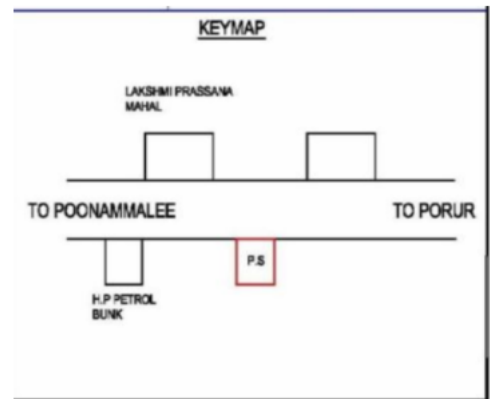 KEYMAP
LAKSHMI PRASSANA
MAHAL
TO POONAMMALEE
TO PORUR
P.S
H.P PETROL
BUNK